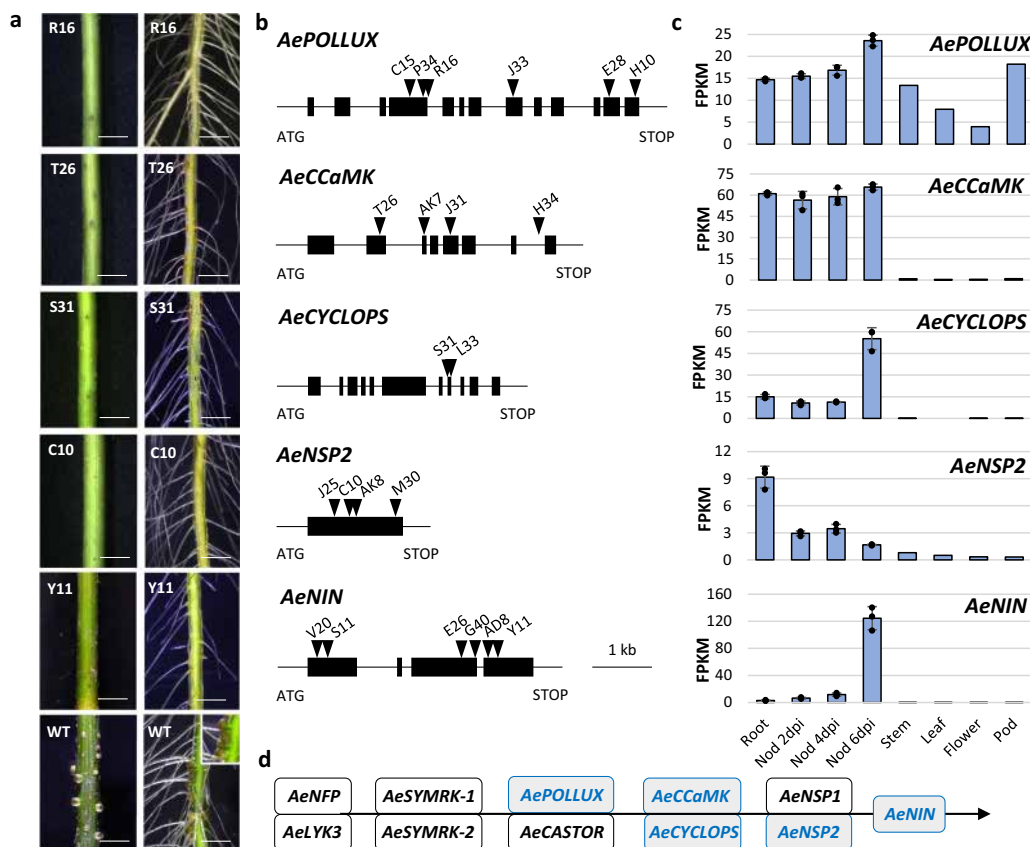 a
R16
R16
T26
T26
S31
S31
C10
C10
Y11
Y11
WT
WT
b
AePOLLUX
C15 P34 R16 J33 E28 H10
ATG STOP
AeCCaMK
T26 AK7 J31 H34
ATG STOP
AeCYCLOPS
S31 L33
ATG STOP
AeNSP2
J25 C10 AK8 M30
ATG STOP
AeNIN
V20 S11 E26 G40 AD8 Y11
1 kb
ATG STOP
c
AePOLLUX
FPKM
25
20
15
10
5
0
AeCCaMK
FPKM
75
60
45
30
15
0
AeCYCLOPS
FPKM
75
60
45
30
15
0
AeNSP2
FPKM
12
9
6
3
0
AeNIN
FPKM
160
120
80
40
0
Root Nod 2dpi Nod 4dpi Nod 6dpi Stem Leaf Flower Pod
d
AeNFP AeSYMRK-1 AePOLLUX AeCCaMK AeNSP1
AeNIN
AeLYK3 AeSYMRK-2 AeCASTOR AeCYCLOPS AeNSP2